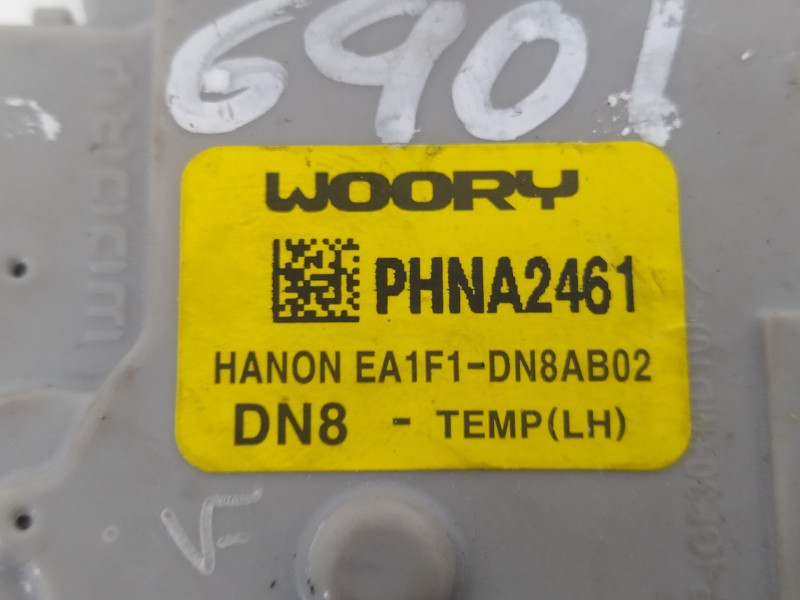 6901
WOORY
PHNA2461
HANON EA1F1-DN8AB02
DN8 - TEMP(LH)